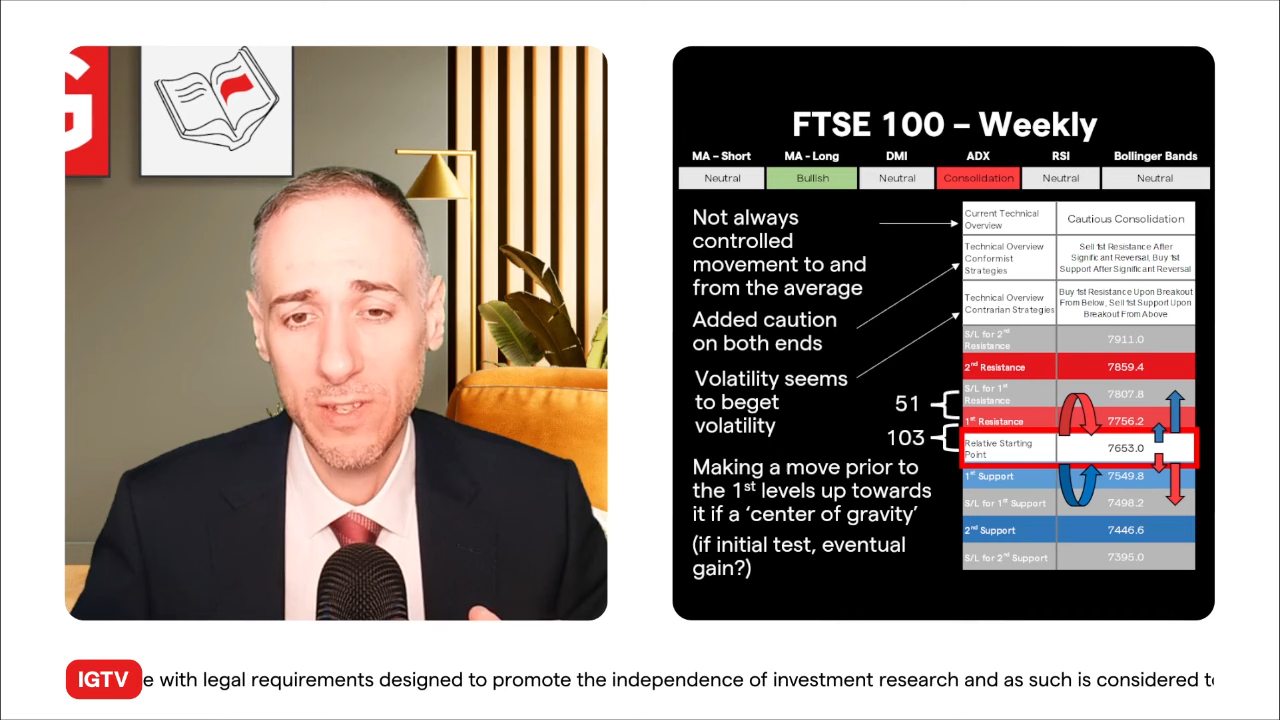 G
FTSE 100 – Weekly
MA – Short MA - Long DMI ADX RSI Bollinger Bands
Neutral Bullish Neutral Consolidation Neutral Neutral
Not always
controlled
movement to and
from the average
Added caution
on both ends
Volatility seems
to beget
volatility
51
103
Making a move prior to
the 1st levels up towards
it if a ‘center of gravity’
(if initial test, eventual
gain?)
Current Technical
Overview
Cautious Consolidation
Technical Overview
Conformist
Strategies
Sell 1st Resistance After
Significant Reversal, Buy 1st
Support After Significant Reversal
Technical Overview
Contrarian Strategies
Buy 1st Resistance Upon Breakout
From Below, Sell 1st Support Upon
Breakout From Above
S/L for 2nd
Resistance
7911.0
2nd Resistance 7859.4
S/L for 1st
Resistance
7807.8
1st Resistance 7756.2
Relative Starting
Point
7653.0
1st Support 7549.8
S/L for 1st Support 7498.2
2nd Support 7446.6
S/L for 2nd Support 7395.0
IGTV e with legal requirements designed to promote the independence of investment research and as such is considered to